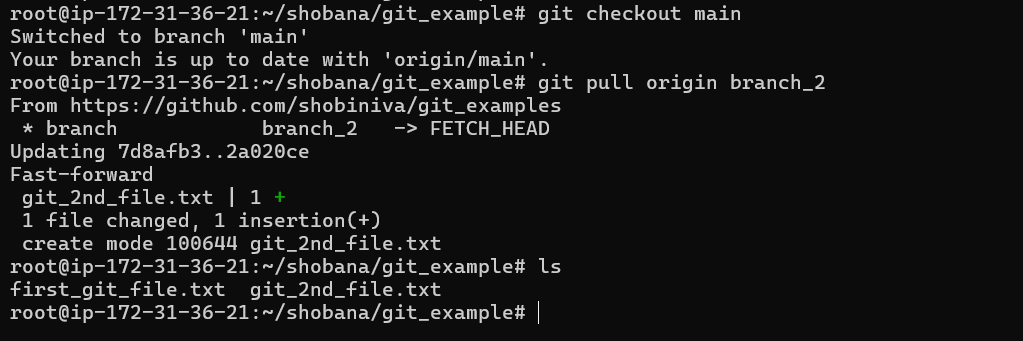 root@ip-172-31-36-21:~/shobana/git_example# git checkout main
Switched to branch 'main'
Your branch is up to date with 'origin/main'.
root@ip-172-31-36-21:~/shobana/git_example# git pull origin branch_2
From https://github.com/shobiniva/git_examples
 * branch            branch_2   -> FETCH_HEAD
Updating 7d8afb3..2a020ce
Fast-forward
 git_2nd_file.txt | 1 +
 1 file changed, 1 insertion(+)
 create mode 100644 git_2nd_file.txt
root@ip-172-31-36-21:~/shobana/git_example# ls
first_git_file.txt  git_2nd_file.txt
root@ip-172-31-36-21:~/shobana/git_example#